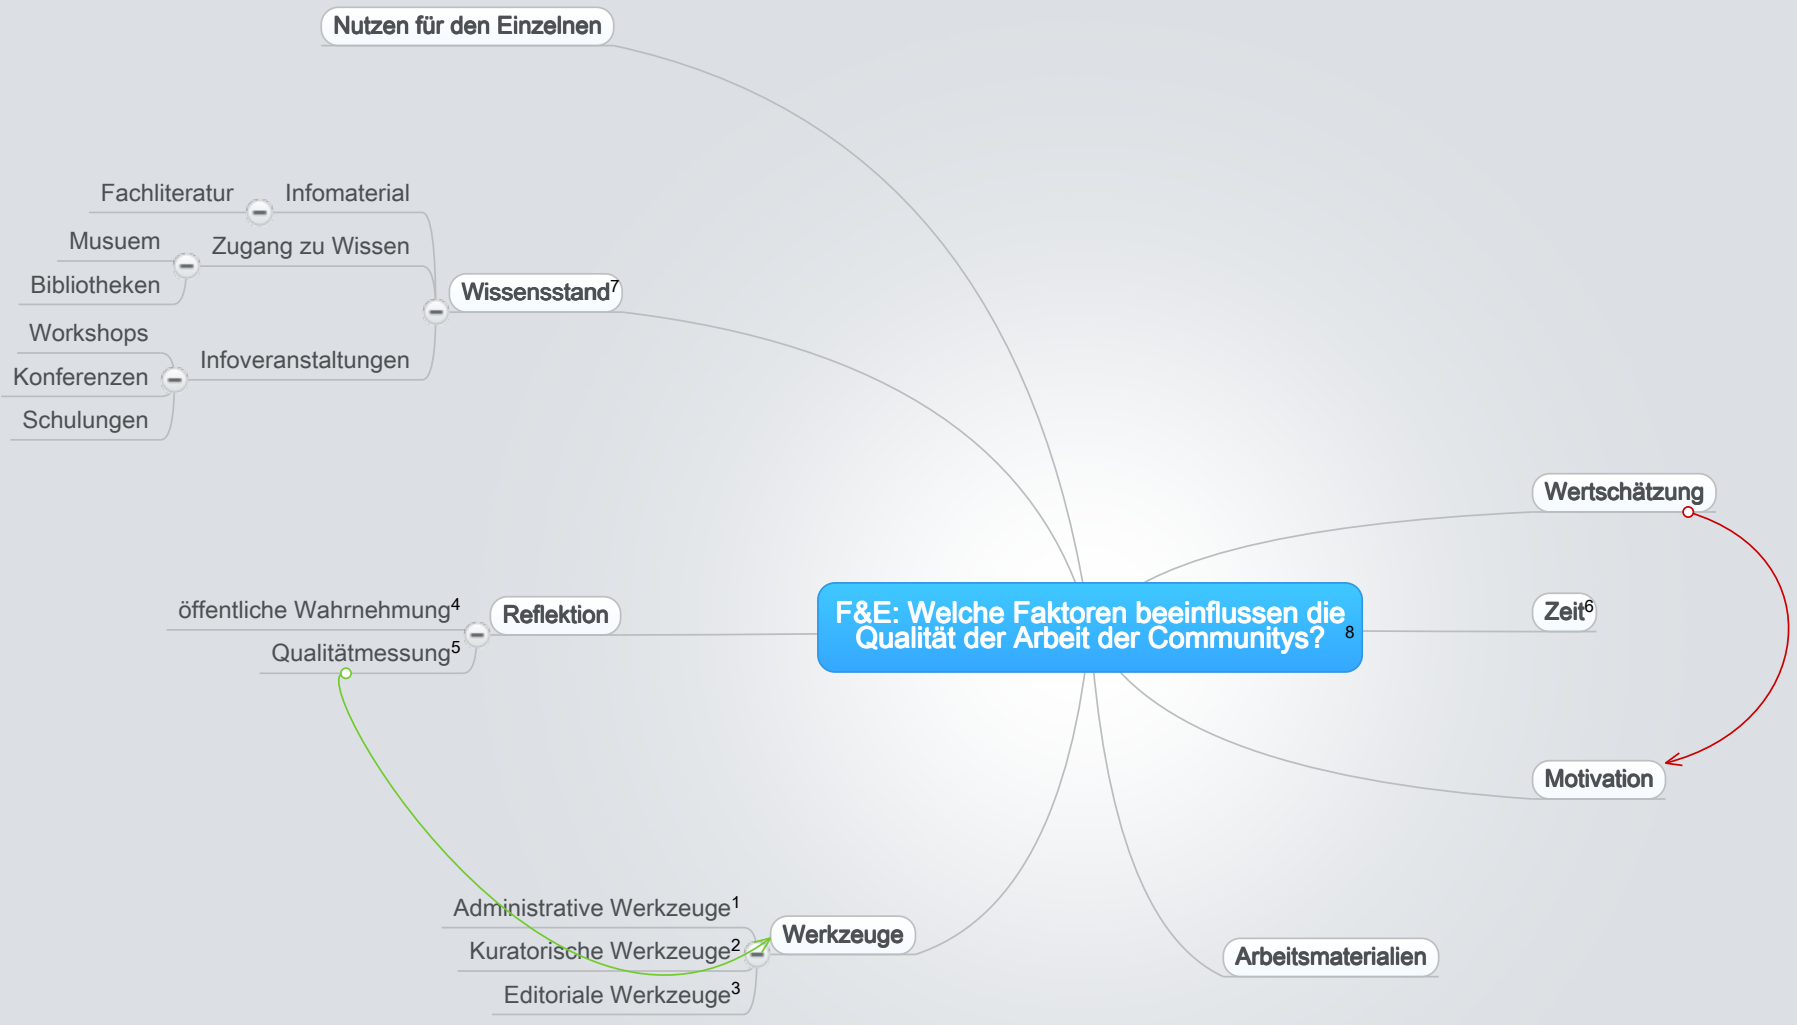 Nutzen für den Einzelnen
Fachliteratur
Infomaterial
Musuem
Zugang zu Wissen
Bibliotheken
Wissensstand7
Workshops
Infoveranstaltungen
Konferenzen
Schulungen
Wertschätzung
öffentliche Wahrnehmung4
Reflektion
Qualitätmessung5
F&E: Welche Faktoren beeinflussen die
Qualität der Arbeit der Communitys? 8
Zeit6
Motivation
Administrative Werkzeuge1
Kuratorische Werkzeuge2
Werkzeuge
Editoriale Werkzeuge3
Arbeitsmaterialien